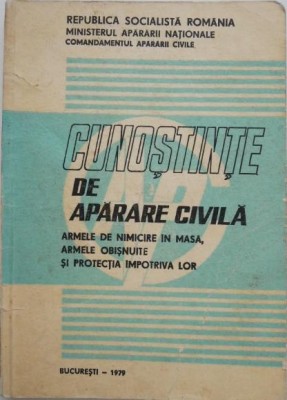 REPUBLICA SOCIALISTĂ ROMÂNIA
MINISTERUL APĂRĂRII NAȚIONALE
COMANDAMENTUL APĂRĂRII CIVILE
CUNOȘTINȚE
DE
APĂRARE CIVILĂ
ARMELE DE NIMICIRE ÎN MASĂ,
ARMELE OBIȘNUITE
ȘI PROTECȚIA ÎMPOTRIVA LOR
BUCUREȘTI – 1979